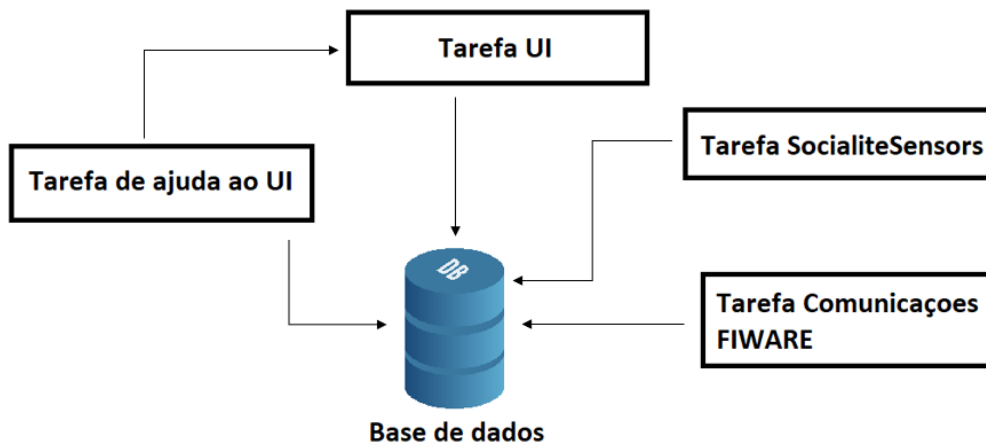 Tarefa UI
Tarefa de ajuda ao UI
Tarefa SocialiteSensors
DB
Tarefa Comunicaçoes
FIWARE
Base de dados